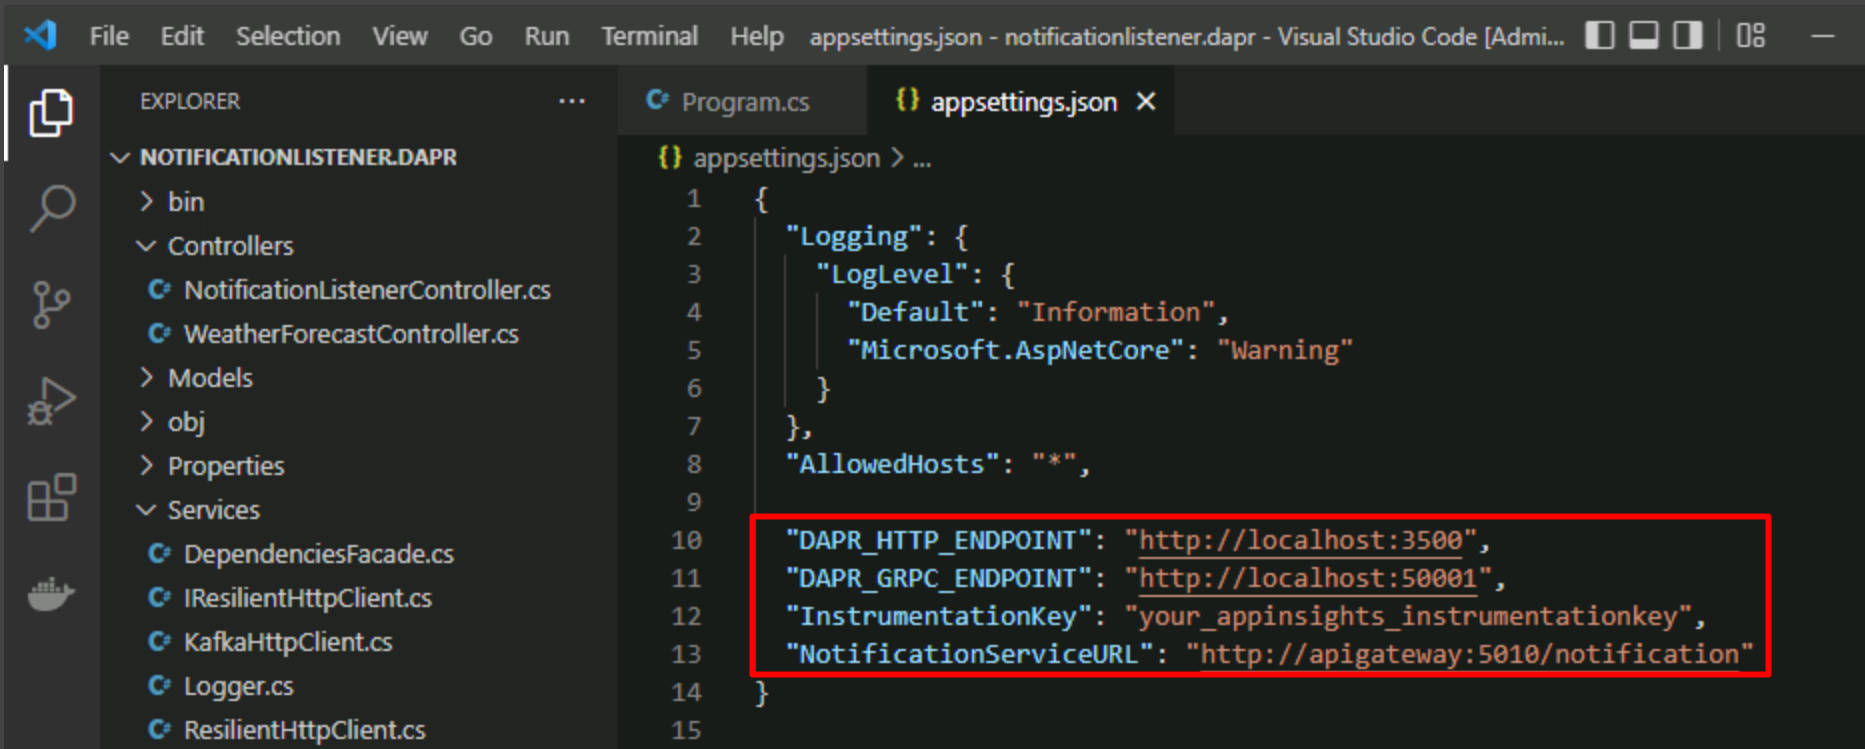 File Edit Selection View Go Run Terminal Help appsettings.json - notificationlistener.dapr - Visual Studio Code [Admi...
EXPLORER ...
NOTIFICATIONLISTENER.DAPR
bin
Controllers
C# NotificationListenerController.cs
C# WeatherForecastController.cs
Models
obj
Properties
Services
C# DependenciesFacade.cs
C# IResilientHttpClient.cs
C# KafkaHttpClient.cs
C# Logger.cs
C# ResilientHttpClient.cs
C# Program.cs {} appsettings.json
{} appsettings.json > ...
1 {
2 "Logging": {
3 "LogLevel": {
4 "Default": "Information",
5 "Microsoft.AspNetCore": "Warning"
6 }
7 },
8 "AllowedHosts": "*",
9
10 "DAPR_HTTP_ENDPOINT": "http://localhost:3500",
11 "DAPR_GRPC_ENDPOINT": "http://localhost:50001",
12 "InstrumentationKey": "your_appinsights_instrumentationkey",
13 "NotificationServiceURL": "http://apigateway:5010/notification"
14 }
15